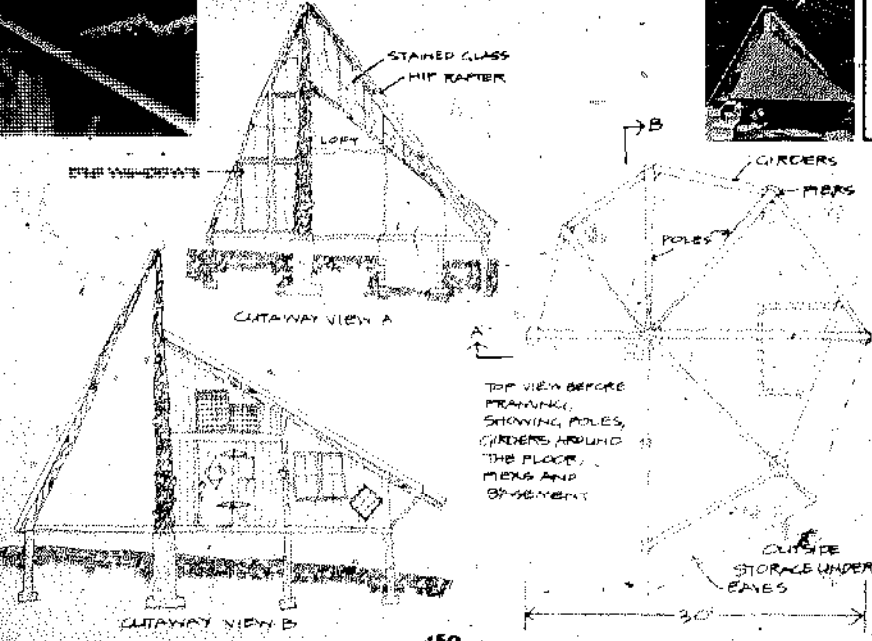 STAINED GLASS
HIP RAFTER
LOFT
CUTAWAY VIEW A
B
GIRDERS
PIERS
POLES
A
TOP VIEW BEFORE
FRAMING,
SHOWING POLES,
GIRDERS AROUND
THE FLOOR,
PIERS AND
BASEMENT
OUTSIDE
STORAGE UNDER
EAVES
30'
CUTAWAY VIEW B
150